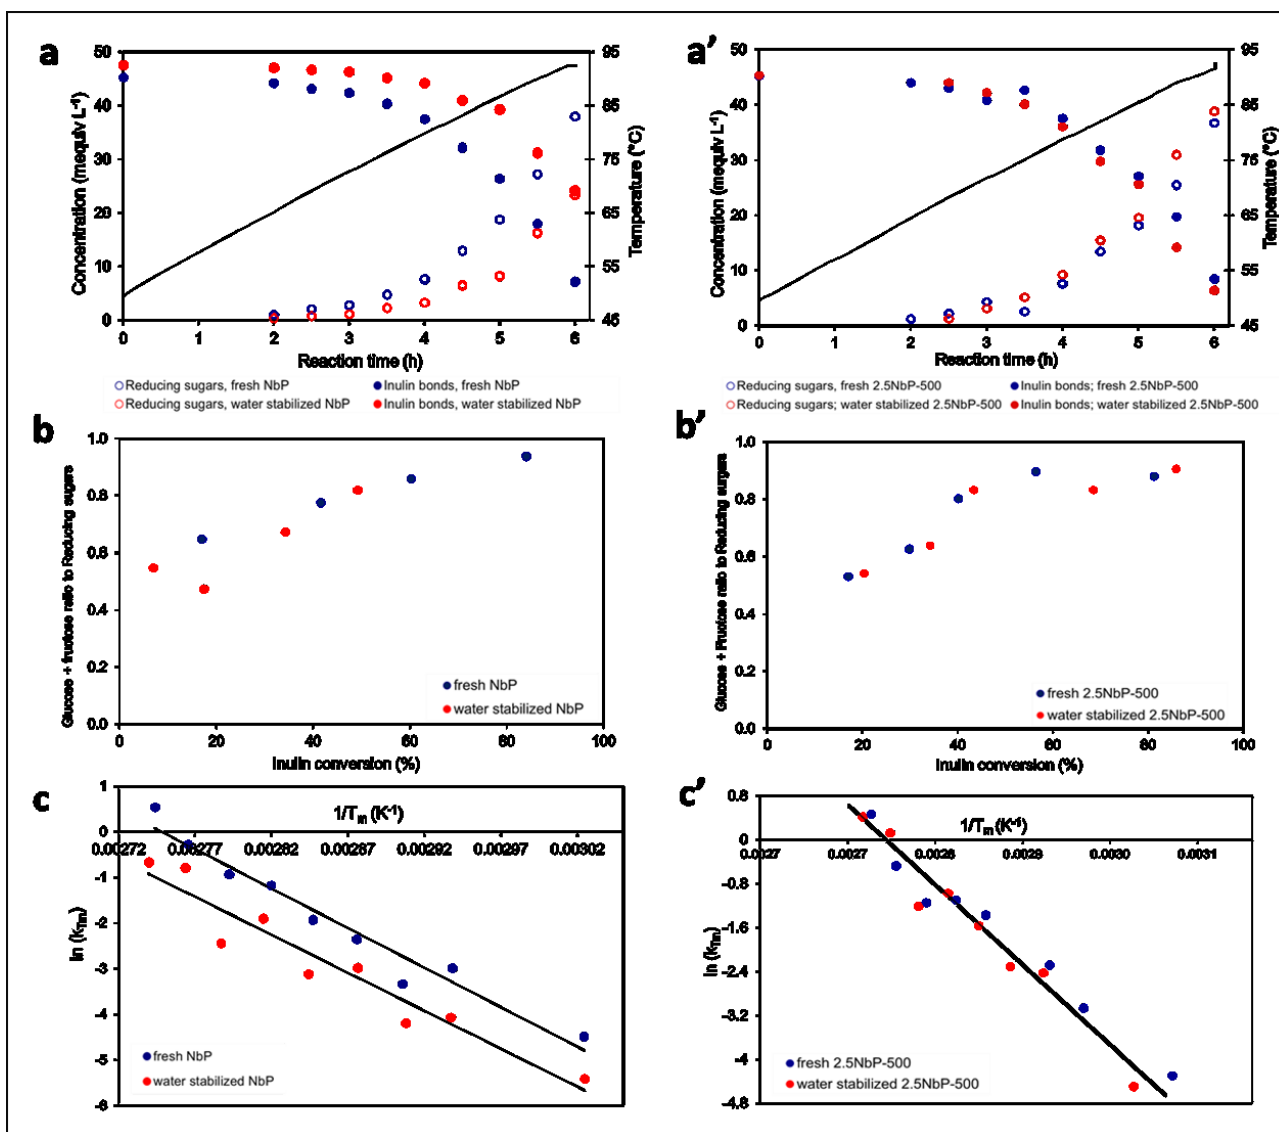 a
50
40
30
20
10
0
Concentration (mequiv L⁻¹)
95
85
75
65
55
45
Temperature (°C)
0 1 2 3 4 5 6
Reaction time (h)
Reducing sugars, fresh NbP
Inulin bonds, fresh NbP
Reducing sugars, water stabilized NbP
Inulin bonds, water stabilized NbP
a'
50
40
30
20
10
0
Concentration (mequiv L⁻¹)
95
85
75
65
55
45
Temperature (°C)
0 1 2 3 4 5 6
Reaction time (h)
Reducing sugars, fresh 2.5NbP-500
Inulin bonds; fresh 2.5NbP-500
Reducing sugars; water stabilized 2.5NbP-500
Inulin bonds; water stabilized 2.5NbP-500
b
1.0
0.8
0.6
0.4
0.2
0.0
Glucose + fructose ratio to Reducing sugars
fresh NbP
water stabilized NbP
0 20 40 60 80 100
Inulin conversion (%)
b'
1.0
0.8
0.6
0.4
0.2
0.0
Glucose + Fructose ratio to Reducing surgars
fresh 2.5NbP-500
water stabilized 2.5NbP-500
0 20 40 60 80 100
Inulin conversion (%)
c
1
0
-1
-2
-3
-4
-5
-6
ln (kTm)
1/Tm (K⁻¹)
0.00272 0.00277 0.00282 0.00287 0.00292 0.00297 0.00302
fresh NbP
water stabilized NbP
c'
0.8
0
-0.8
-1.6
-2.4
-3.2
-4
-4.8
ln (kTm)
1/Tm (K⁻¹)
0.0027 0.0027 0.0028 0.0029 0.0030 0.0031
fresh 2.5NbP-500
water stabilized 2.5NbP-500